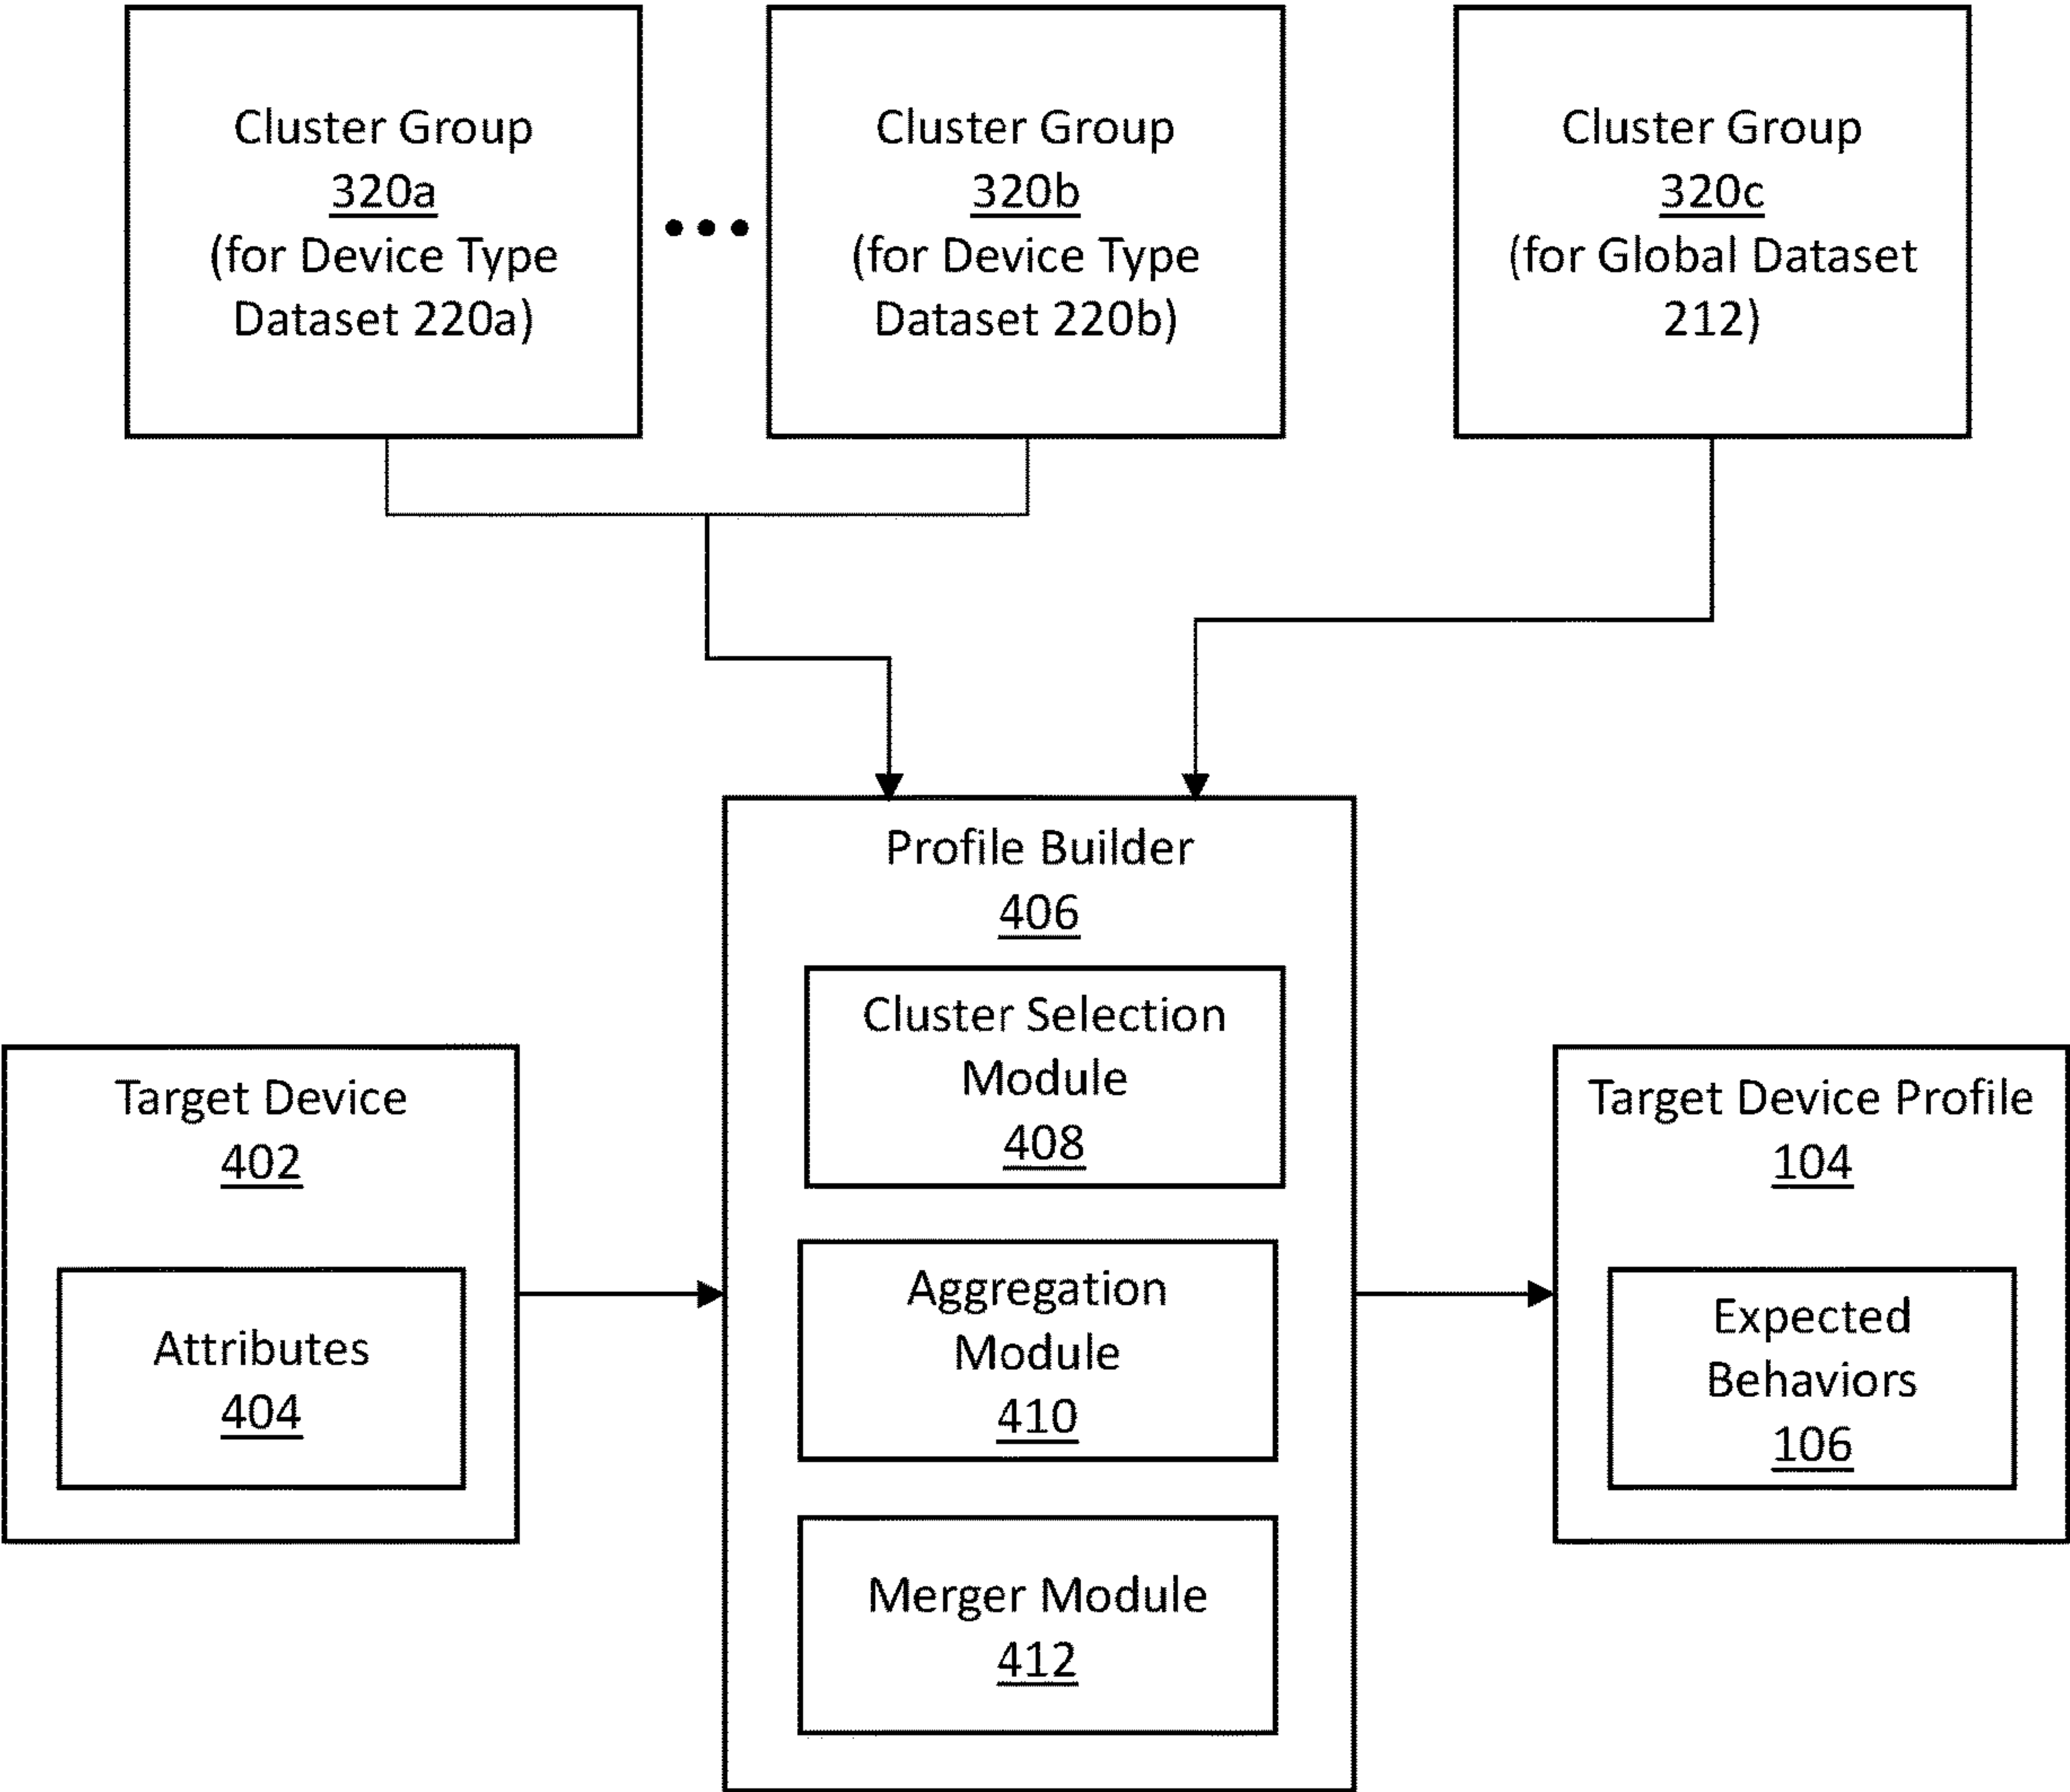 Cluster Group
320a
(for Device Type
Dataset 220a)
Cluster Group
320b
(for Device Type
Dataset 220b)
Cluster Group
320c
(for Global Dataset
212)
Target Device
402
Attributes
404
Profile Builder
406
Cluster Selection
Module
408
Aggregation
Module
410
Merger Module
412
Target Device Profile
104
Expected
Behaviors
106